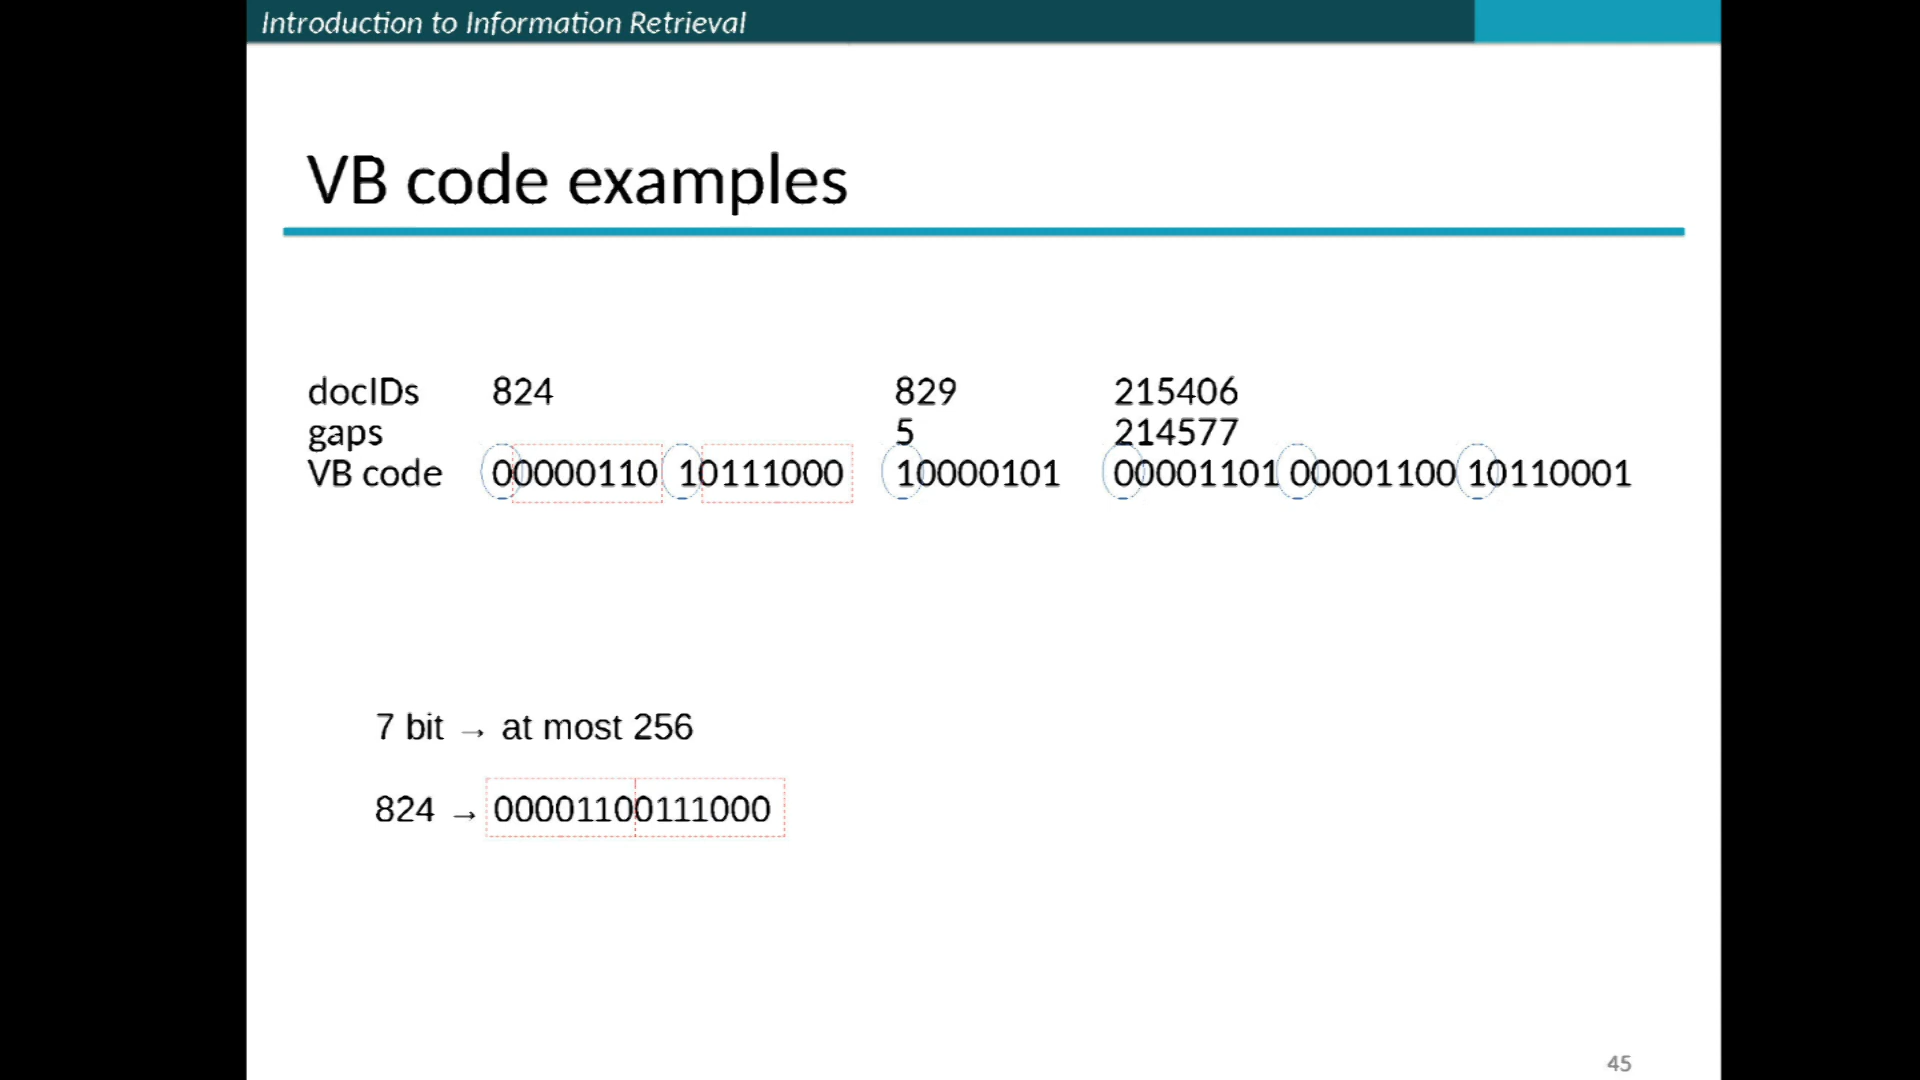 Introduction to Information Retrieval
VB code examples
docIDs 824 829 215406
gaps 5 214577
VB code 00000110 10111000 10000101 00001101 00001100 10110001
7 bit → at most 256
824 → 00001100111000
45